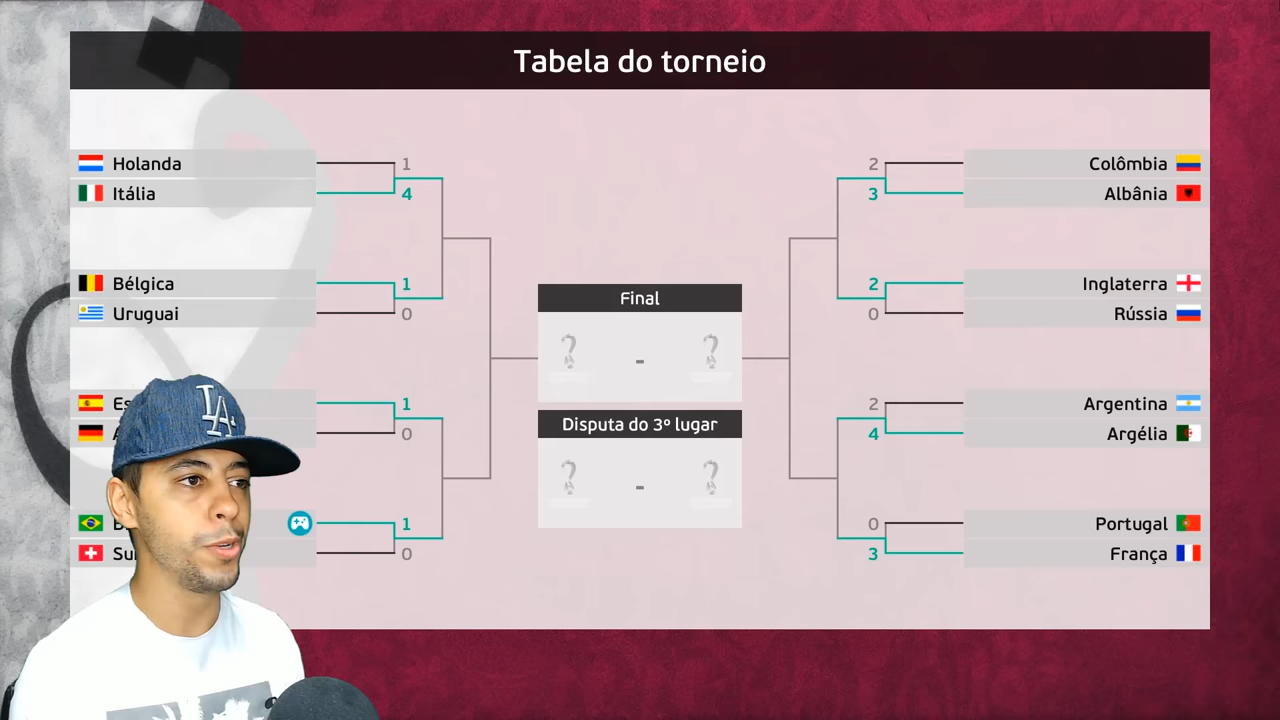 Tabela do torneio
Holanda 1
Itália 4
Bélgica 1
Uruguai 0
1
0
1
0
Final
-
Disputa do 3º lugar
-
2 Colômbia
3 Albânia
2 Inglaterra
0 Rússia
2 Argentina
4 Argélia
0 Portugal
3 França
LA